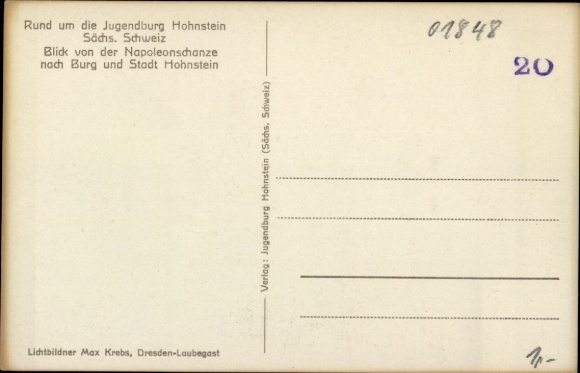 Rund um die Jugendburg Hohnstein
Sächs. Schweiz
Blick von der Napoleonschanze
nach Burg und Stadt Hohnstein
01848
20
Verlag: Jugendburg Hohnstein (Sächs. Schweiz)
Lichtbildner Max Krebs, Dresden-Laubegast
1,-